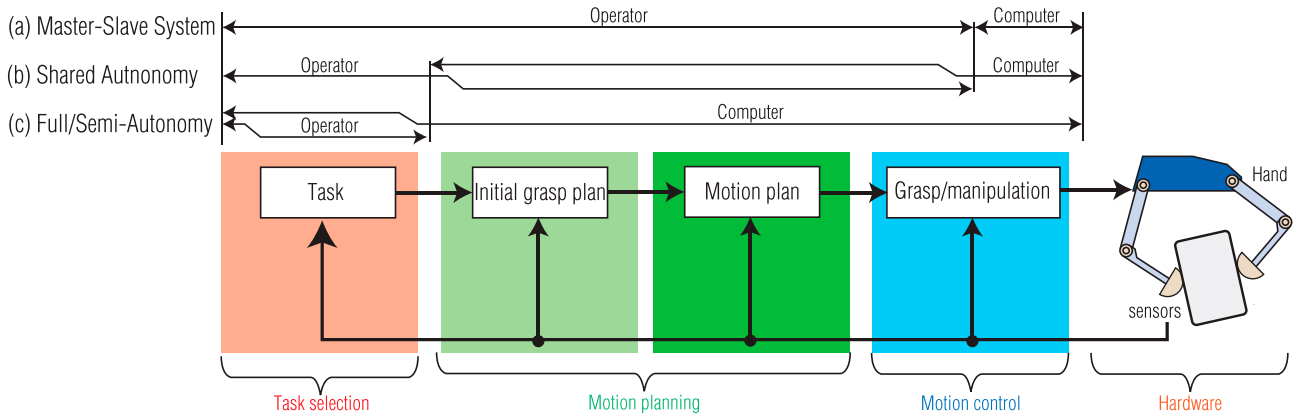 (a) Master-Slave System
Operator
Computer
(b) Shared Autnonomy
Operator
Computer
(c) Full/Semi-Autonomy
Operator
Computer
Task
Initial grasp plan
Motion plan
Grasp/manipulation
Hand
sensors
Task selection
Motion planning
Motion control
Hardware